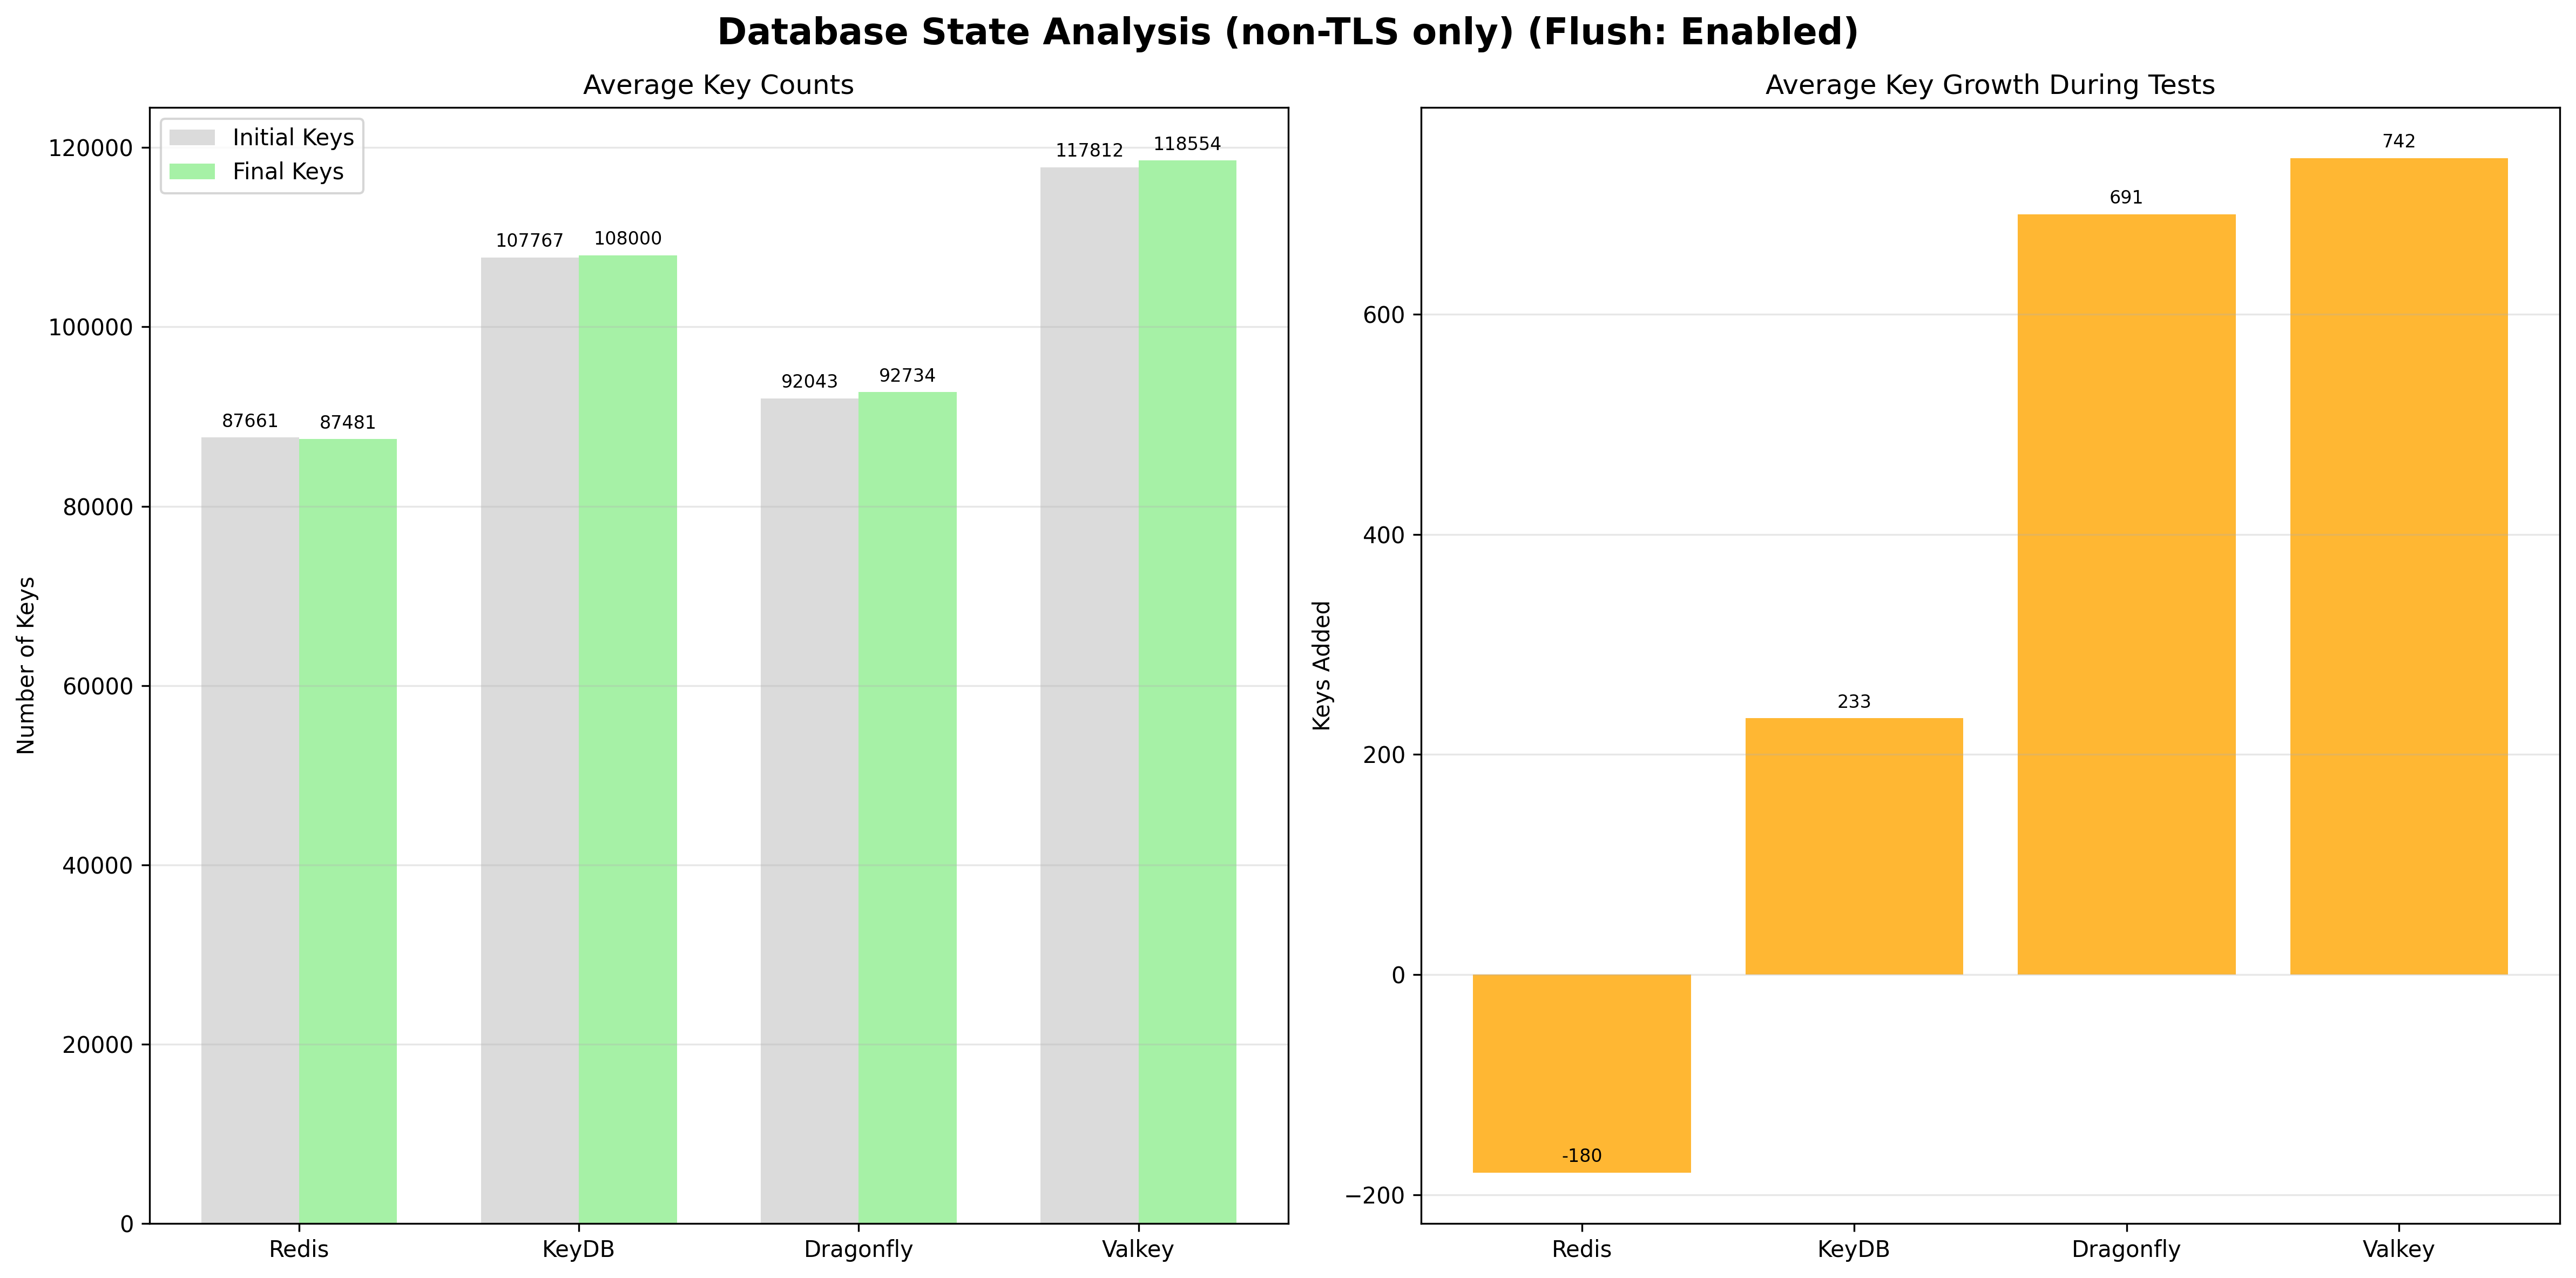 Database State Analysis (non-TLS only) (Flush: Enabled)
Average Key Counts
Number of Keys
120000
100000
80000
60000
40000
20000
0
Initial Keys
Final Keys
87661
87481
107767
108000
92043
92734
117812
118554
Redis
KeyDB
Dragonfly
Valkey
Average Key Growth During Tests
Keys Added
600
400
200
0
−200
-180
233
691
742
Redis
KeyDB
Dragonfly
Valkey